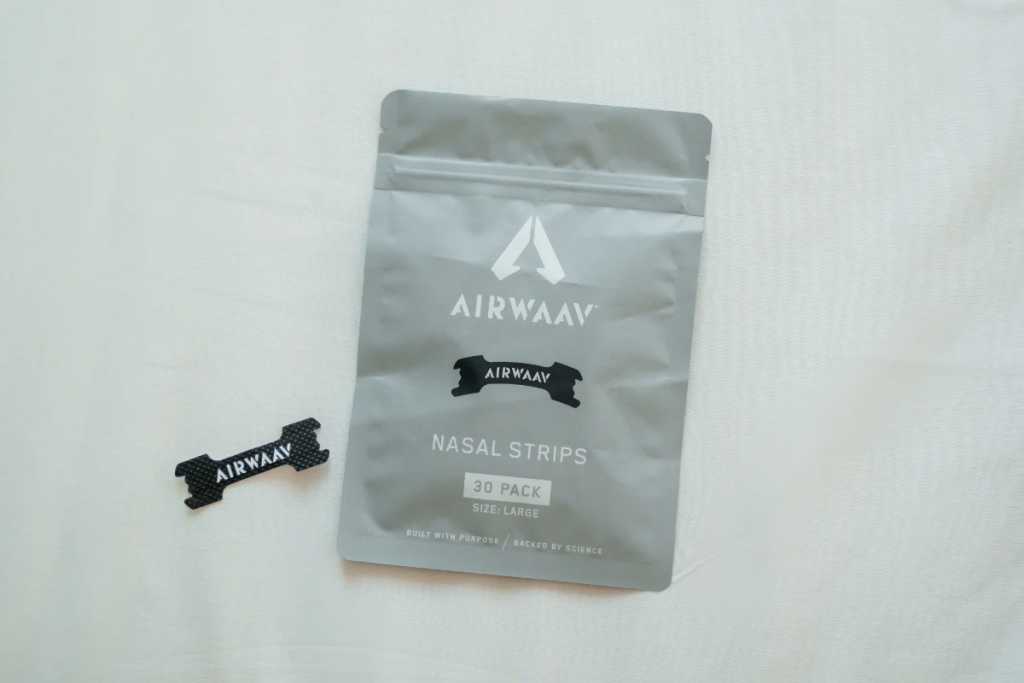 AIRWAAV
AIRWAAV
NASAL STRIPS
30 PACK
SIZE: LARGE
BUILT WITH PURPOSE / BACKED BY SCIENCE
AIRWAAV